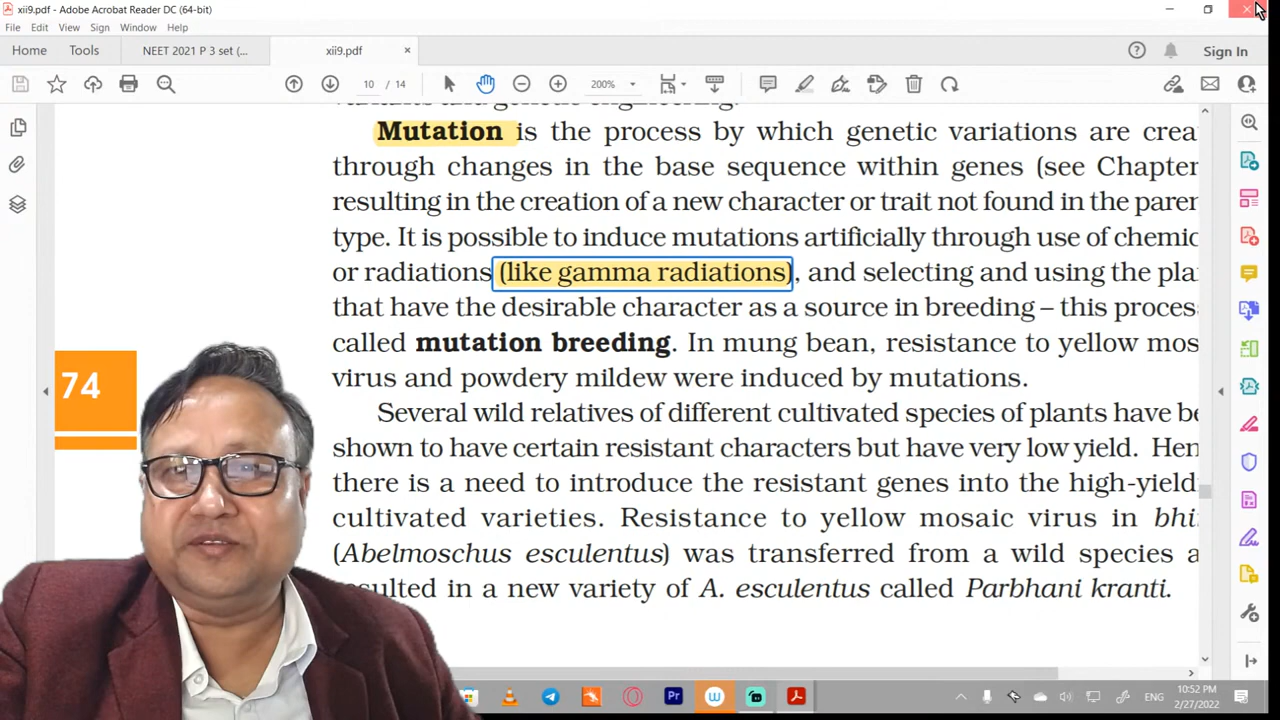 xii9.pdf - Adobe Acrobat Reader DC (64-bit)
File Edit View Sign Window Help
Home Tools NEET 2021 P 3 set (... xii9.pdf × Sign In
10 / 14 200%
variants and genetic engineering.
Mutation is the process by which genetic variations are crea
through changes in the base sequence within genes (see Chapter
resulting in the creation of a new character or trait not found in the paren
type. It is possible to induce mutations artificially through use of chemic
or radiations (like gamma radiations), and selecting and using the plan
that have the desirable character as a source in breeding – this process
called mutation breeding. In mung bean, resistance to yellow mos
virus and powdery mildew were induced by mutations.
74
Several wild relatives of different cultivated species of plants have be
shown to have certain resistant characters but have very low yield. Hen
there is a need to introduce the resistant genes into the high-yield
cultivated varieties. Resistance to yellow mosaic virus in bhi
(Abelmoschus esculentus) was transferred from a wild species a
resulted in a new variety of A. esculentus called Parbhani kranti.
Pr
ENG
10:52 PM
2/27/2022